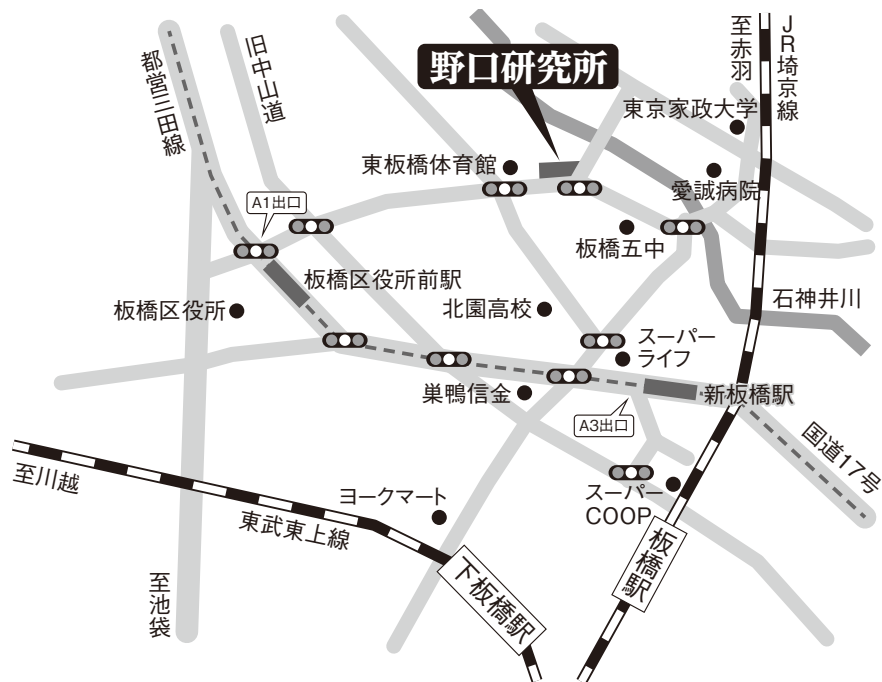 JR埼京線
至赤羽
野口研究所
旧中山道
都営三田線
東京家政大学
東板橋体育館
愛誠病院
A1出口
板橋五中
板橋区役所前駅
石神井川
板橋区役所
北園高校
スーパー
ライフ
巣鴨信金
新板橋駅
A3出口
国道17号
至川越
ヨークマート
スーパー
COOP
東武東上線
板橋駅
下板橋駅
至池袋